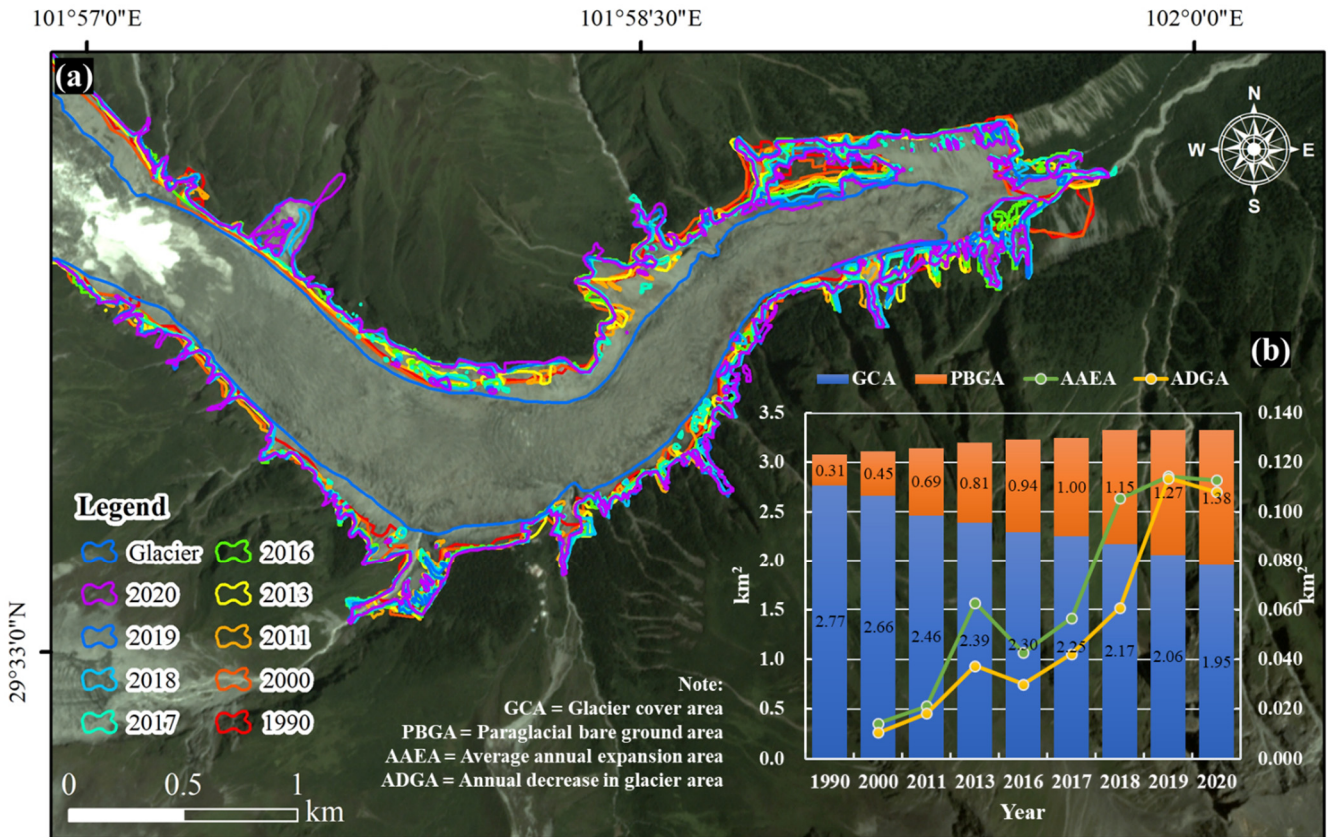 101°57'0"E 101°58'30"E 102°0'0"E
(a)
N
W E
S
(b)
GCA PBGA AAEA ADGA
3.5 0.140
3.0 0.120
2.5 0.100
2.0 0.080
1.5 0.060
1.0 0.040
0.5 0.020
0.0 0.000
km²
km²
0.31 0.45 0.69 0.81 0.94 1.00 1.15 1.27 1.38
2.77 2.66 2.46 2.39 2.30 2.25 2.17 2.06 1.95
1990 2000 2011 2013 2016 2017 2018 2019 2020
Year
Legend
Glacier 2016
2020 2013
2019 2011
2018 2000
2017 1990
29°33'0"N
Note:
GCA = Glacier cover area
PBGA = Paraglacial bare ground area
AAEA = Average annual expansion area
ADGA = Annual decrease in glacier area
0 0.5 1
km